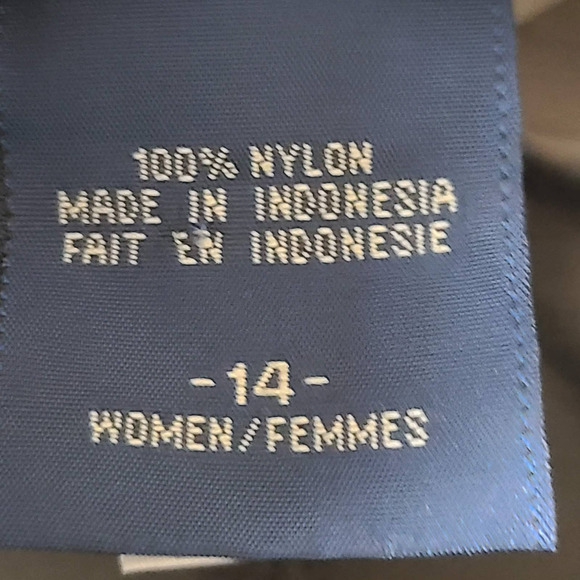 100% NYLON
MADE IN INDONESIA
FAIT EN INDONESIE
-14-
WOMEN/FEMMES